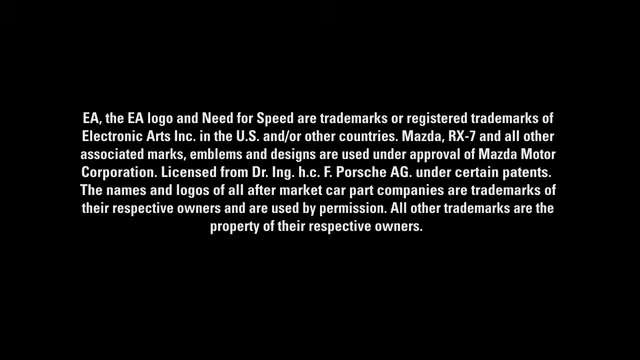 EA, the EA logo and Need for Speed are trademarks or registered trademarks of
Electronic Arts Inc. in the U.S. and/or other countries. Mazda, RX-7 and all other
associated marks, emblems and designs are used under approval of Mazda Motor
Corporation. Licensed from Dr. Ing. h.c. F. Porsche AG. under certain patents.
The names and logos of all after market car part companies are trademarks of
their respective owners and are used by permission. All other trademarks are the
property of their respective owners.